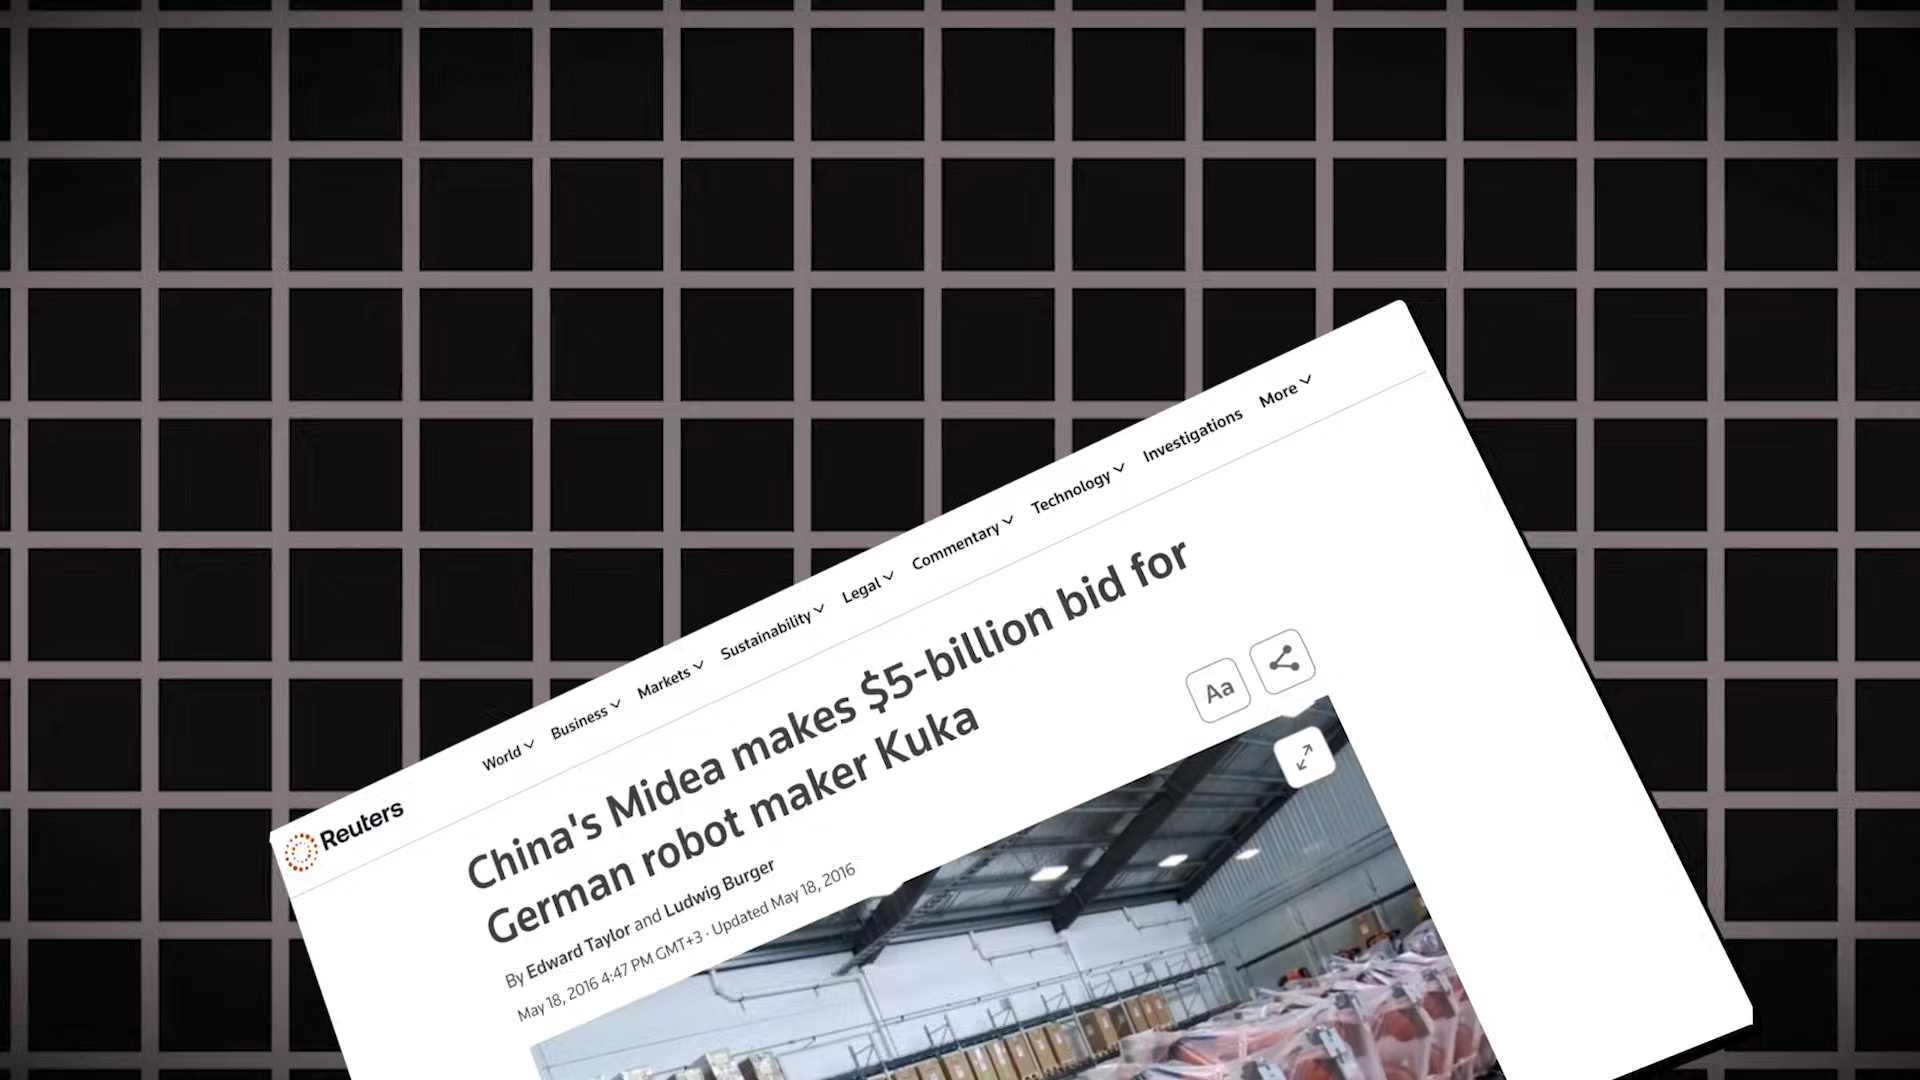 Reuters
World Business Markets Sustainability Legal Commentary Technology Investigations More
China's Midea makes $5-billion bid for
German robot maker Kuka
By Edward Taylor and Ludwig Burger
May 18, 2016 4:47 PM GMT+3 · Updated May 18, 2016
Aa